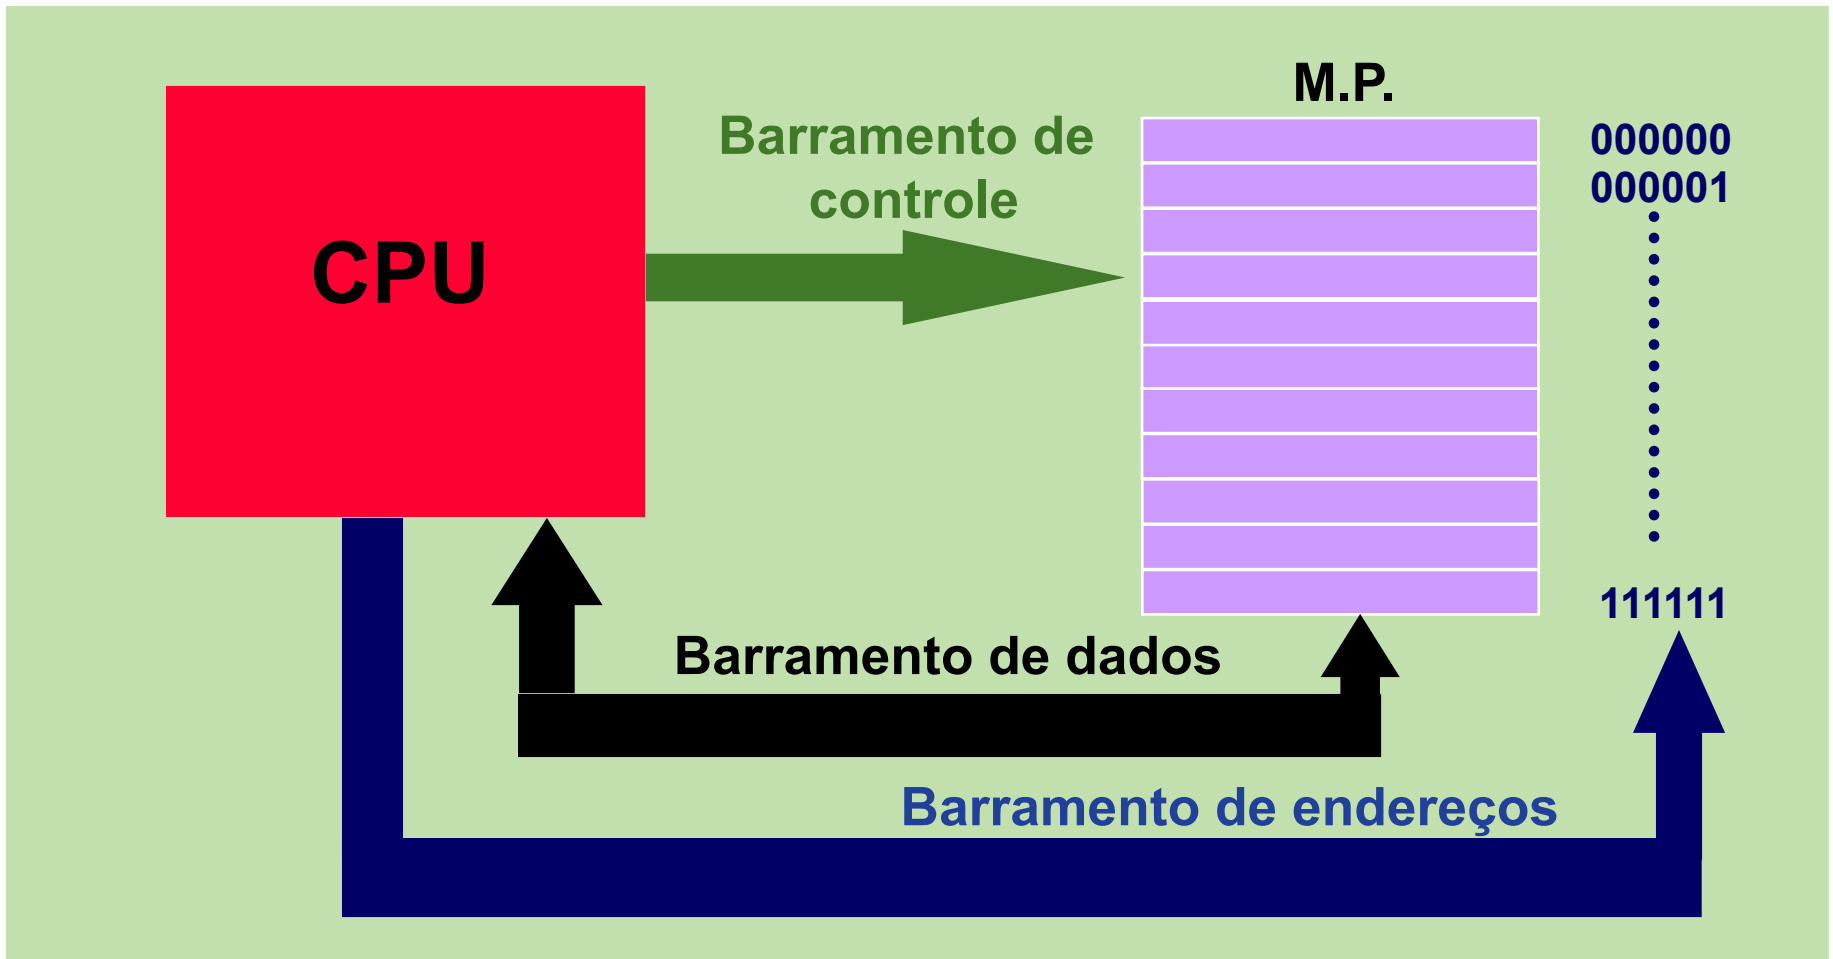 M.P.
Barramento de
controle
CPU
000000
000001
111111
Barramento de dados
Barramento de endereços